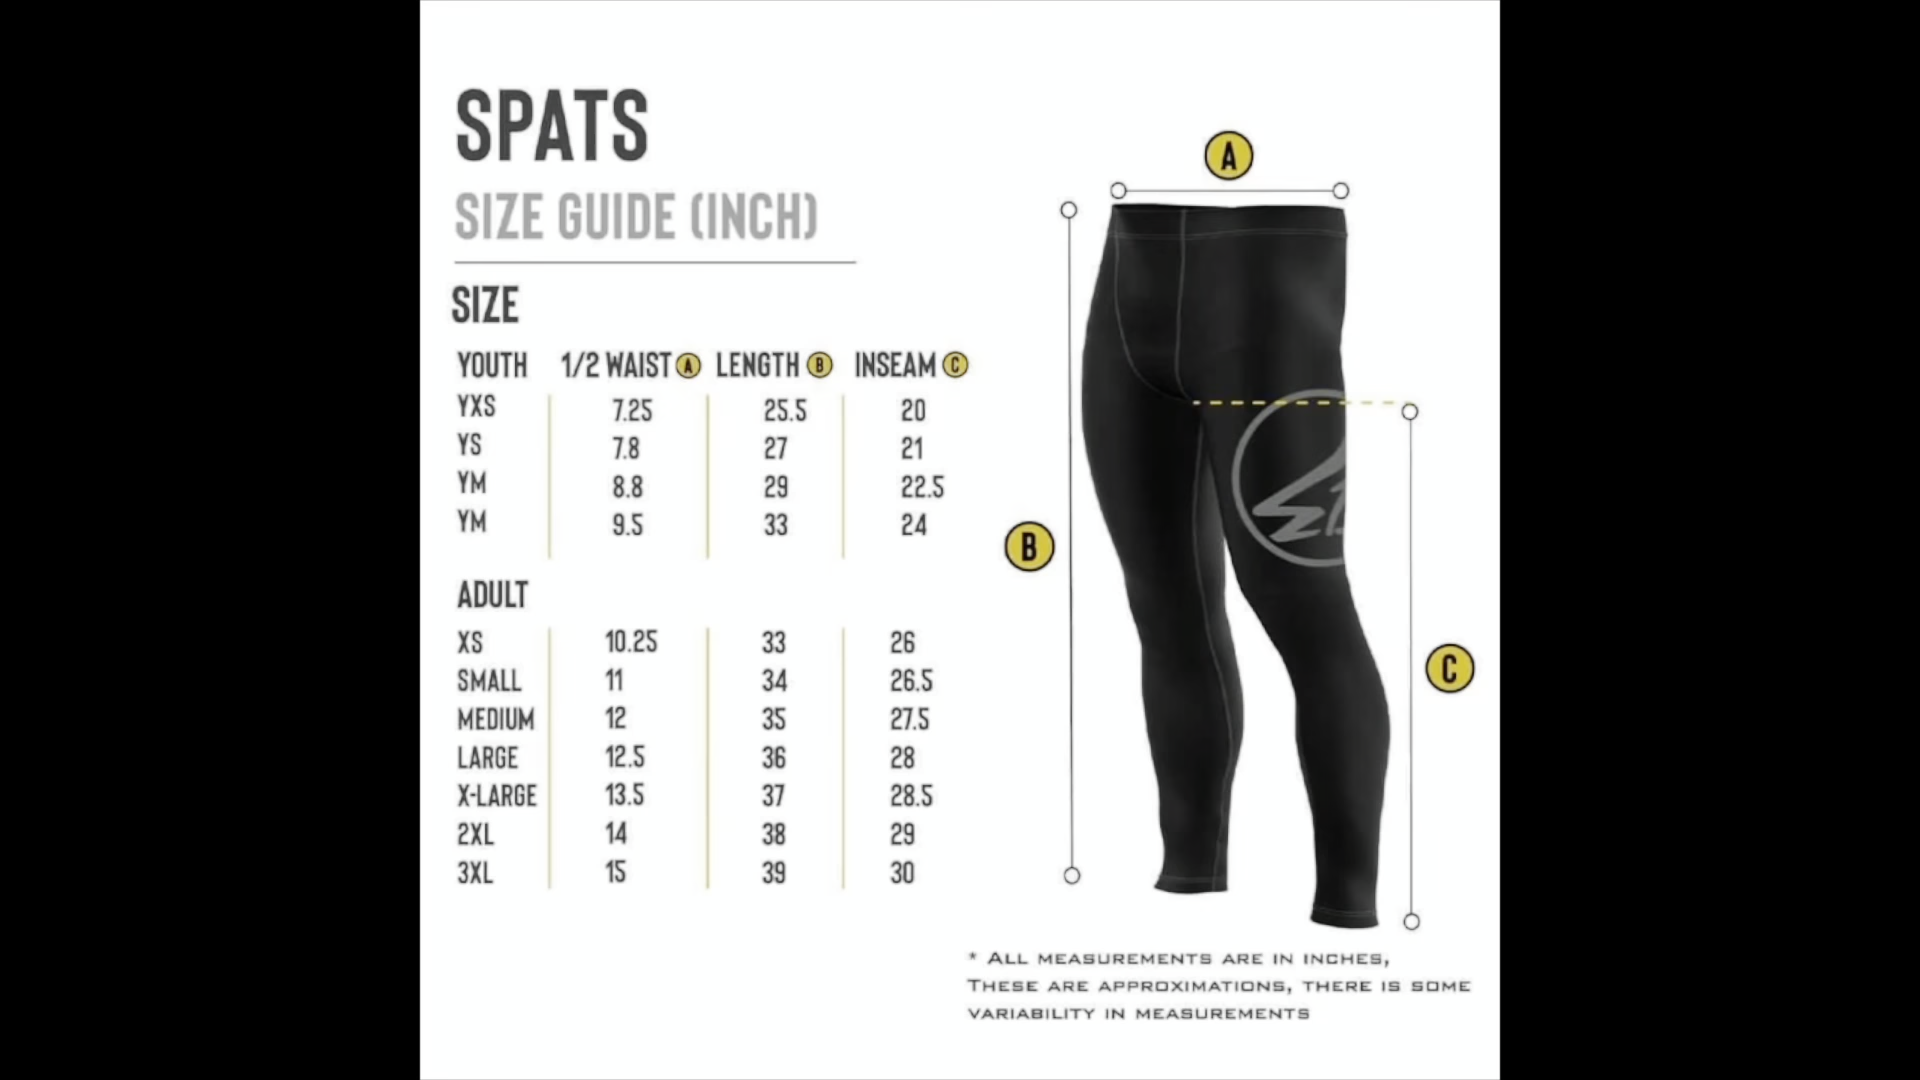 SPATS
SIZE GUIDE (INCH)
SIZE
YOUTH 1/2 WAIST A LENGTH B INSEAM C
YXS 7.25 25.5 20
YS 7.8 27 21
YM 8.8 29 22.5
YM 9.5 33 24
ADULT
XS 10.25 33 26
SMALL 11 34 26.5
MEDIUM 12 35 27.5
LARGE 12.5 36 28
X-LARGE 13.5 37 28.5
2XL 14 38 29
3XL 15 39 30
A
B
C
* ALL MEASUREMENTS ARE IN INCHES,
THESE ARE APPROXIMATIONS, THERE IS SOME
VARIABILITY IN MEASUREMENTS